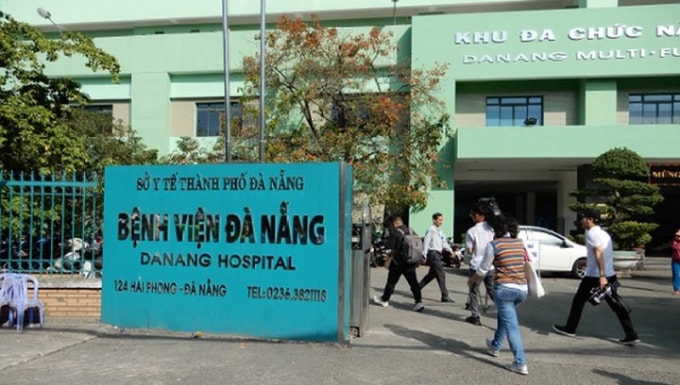 KHU ĐA CHỨC NĂ
DANANG MULTI-FU
MỪNG
SỞ Y TẾ THÀNH PHỐ ĐÀ NẴNG
BỆNH VIỆN ĐÀ NẴNG
DANANG HOSPITAL
124 HẢI PHÒNG - ĐÀ NẴNG TEL: 0236.3821118